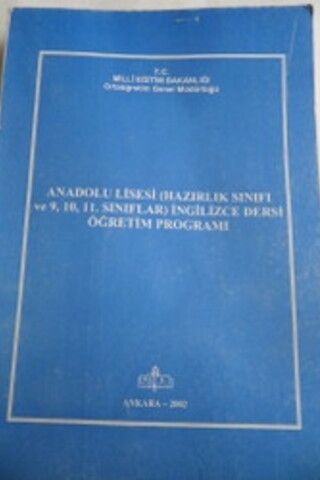 T.C.
MİLLİ EĞİTİM BAKANLIĞI
Ortaöğretim Genel Müdürlüğü
ANADOLU LİSESİ (HAZIRLIK SINIFI
ve 9, 10, 11. SINIFLAR) İNGİLİZCE DERSİ
ÖĞRETİM PROGRAMI
ANKARA – 2002